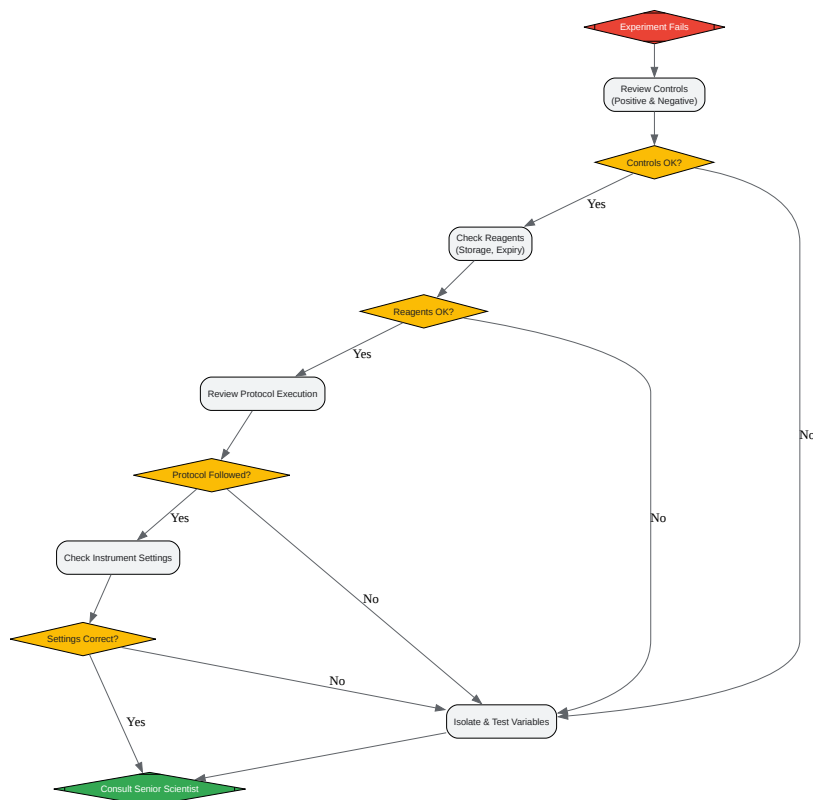 Experiment Fails
Review Controls
(Positive & Negative)
Controls OK?
Yes
Check Reagents
(Storage, Expiry)
Reagents OK?
Yes
Review Protocol Execution
No
Protocol Followed?
Yes
No
Check Instrument Settings
No
Settings Correct?
No
Isolate & Test Variables
Yes
Consult Senior Scientist